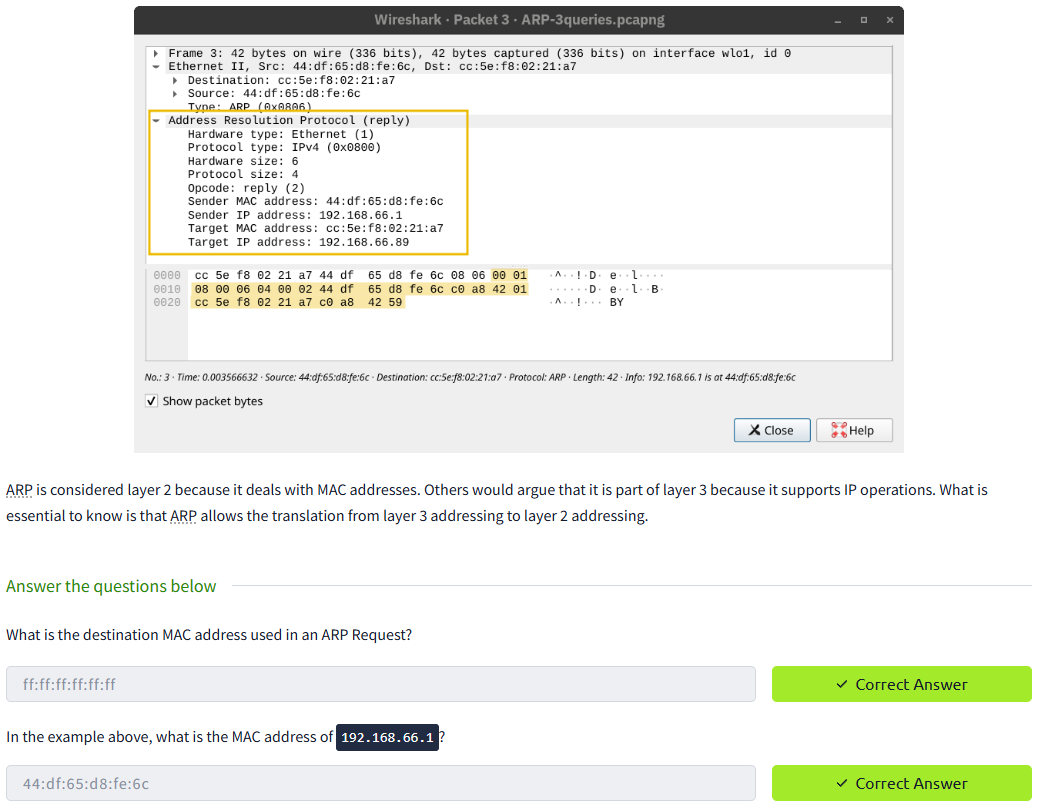 Wireshark · Packet 3 · ARP-3queries.pcapng
Frame 3: 42 bytes on wire (336 bits), 42 bytes captured (336 bits) on interface wlo1, id 0
Ethernet II, Src: 44:df:65:d8:fe:6c, Dst: cc:5e:f8:02:21:a7
Destination: cc:5e:f8:02:21:a7
Source: 44:df:65:d8:fe:6c
Type: ARP (0x0806)
Address Resolution Protocol (reply)
Hardware type: Ethernet (1)
Protocol type: IPv4 (0x0800)
Hardware size: 6
Protocol size: 4
Opcode: reply (2)
Sender MAC address: 44:df:65:d8:fe:6c
Sender IP address: 192.168.66.1
Target MAC address: cc:5e:f8:02:21:a7
Target IP address: 192.168.66.89
0000 cc 5e f8 02 21 a7 44 df 65 d8 fe 6c 08 06 00 01 ·^··!·D· e··l····
0010 08 00 06 04 00 02 44 df 65 d8 fe 6c c0 a8 42 01 ······D· e··l··B·
0020 cc 5e f8 02 21 a7 c0 a8 42 59 ·^··!··· BY
No.: 3 · Time: 0.003566632 · Source: 44:df:65:d8:fe:6c · Destination: cc:5e:f8:02:21:a7 · Protocol: ARP · Length: 42 · Info: 192.168.66.1 is at 44:df:65:d8:fe:6c
Show packet bytes
Close Help
ARP is considered layer 2 because it deals with MAC addresses. Others would argue that it is part of layer 3 because it supports IP operations. What is
essential to know is that ARP allows the translation from layer 3 addressing to layer 2 addressing.
Answer the questions below
What is the destination MAC address used in an ARP Request?
ff:ff:ff:ff:ff:ff Correct Answer
In the example above, what is the MAC address of 192.168.66.1?
44:df:65:d8:fe:6c Correct Answer